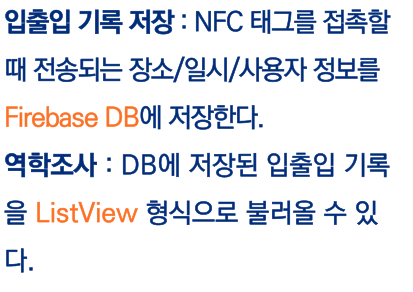 입출입 기록 저장 : NFC 태그를 접촉할
때 전송되는 장소/일시/사용자 정보를
Firebase DB에 저장한다.
역학조사 : DB에 저장된 입출입 기록
을 ListView 형식으로 불러올 수 있
다.